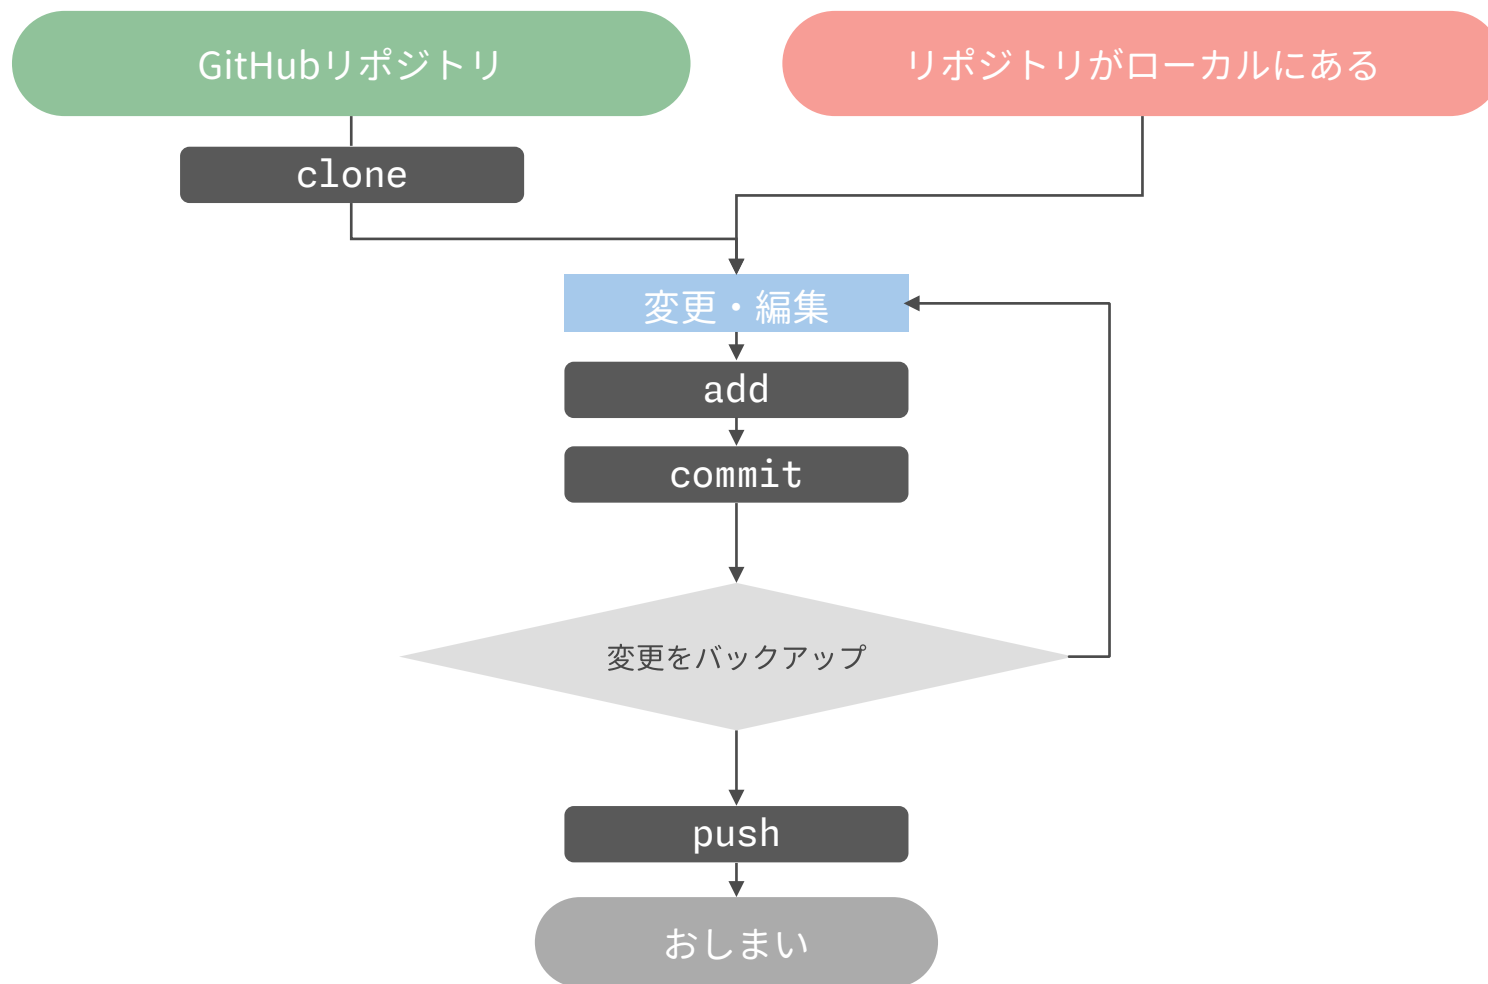 GitHubリポジトリ
リポジトリがローカルにある
clone
変更・編集
add
commit
変更をバックアップ
push
おしまい